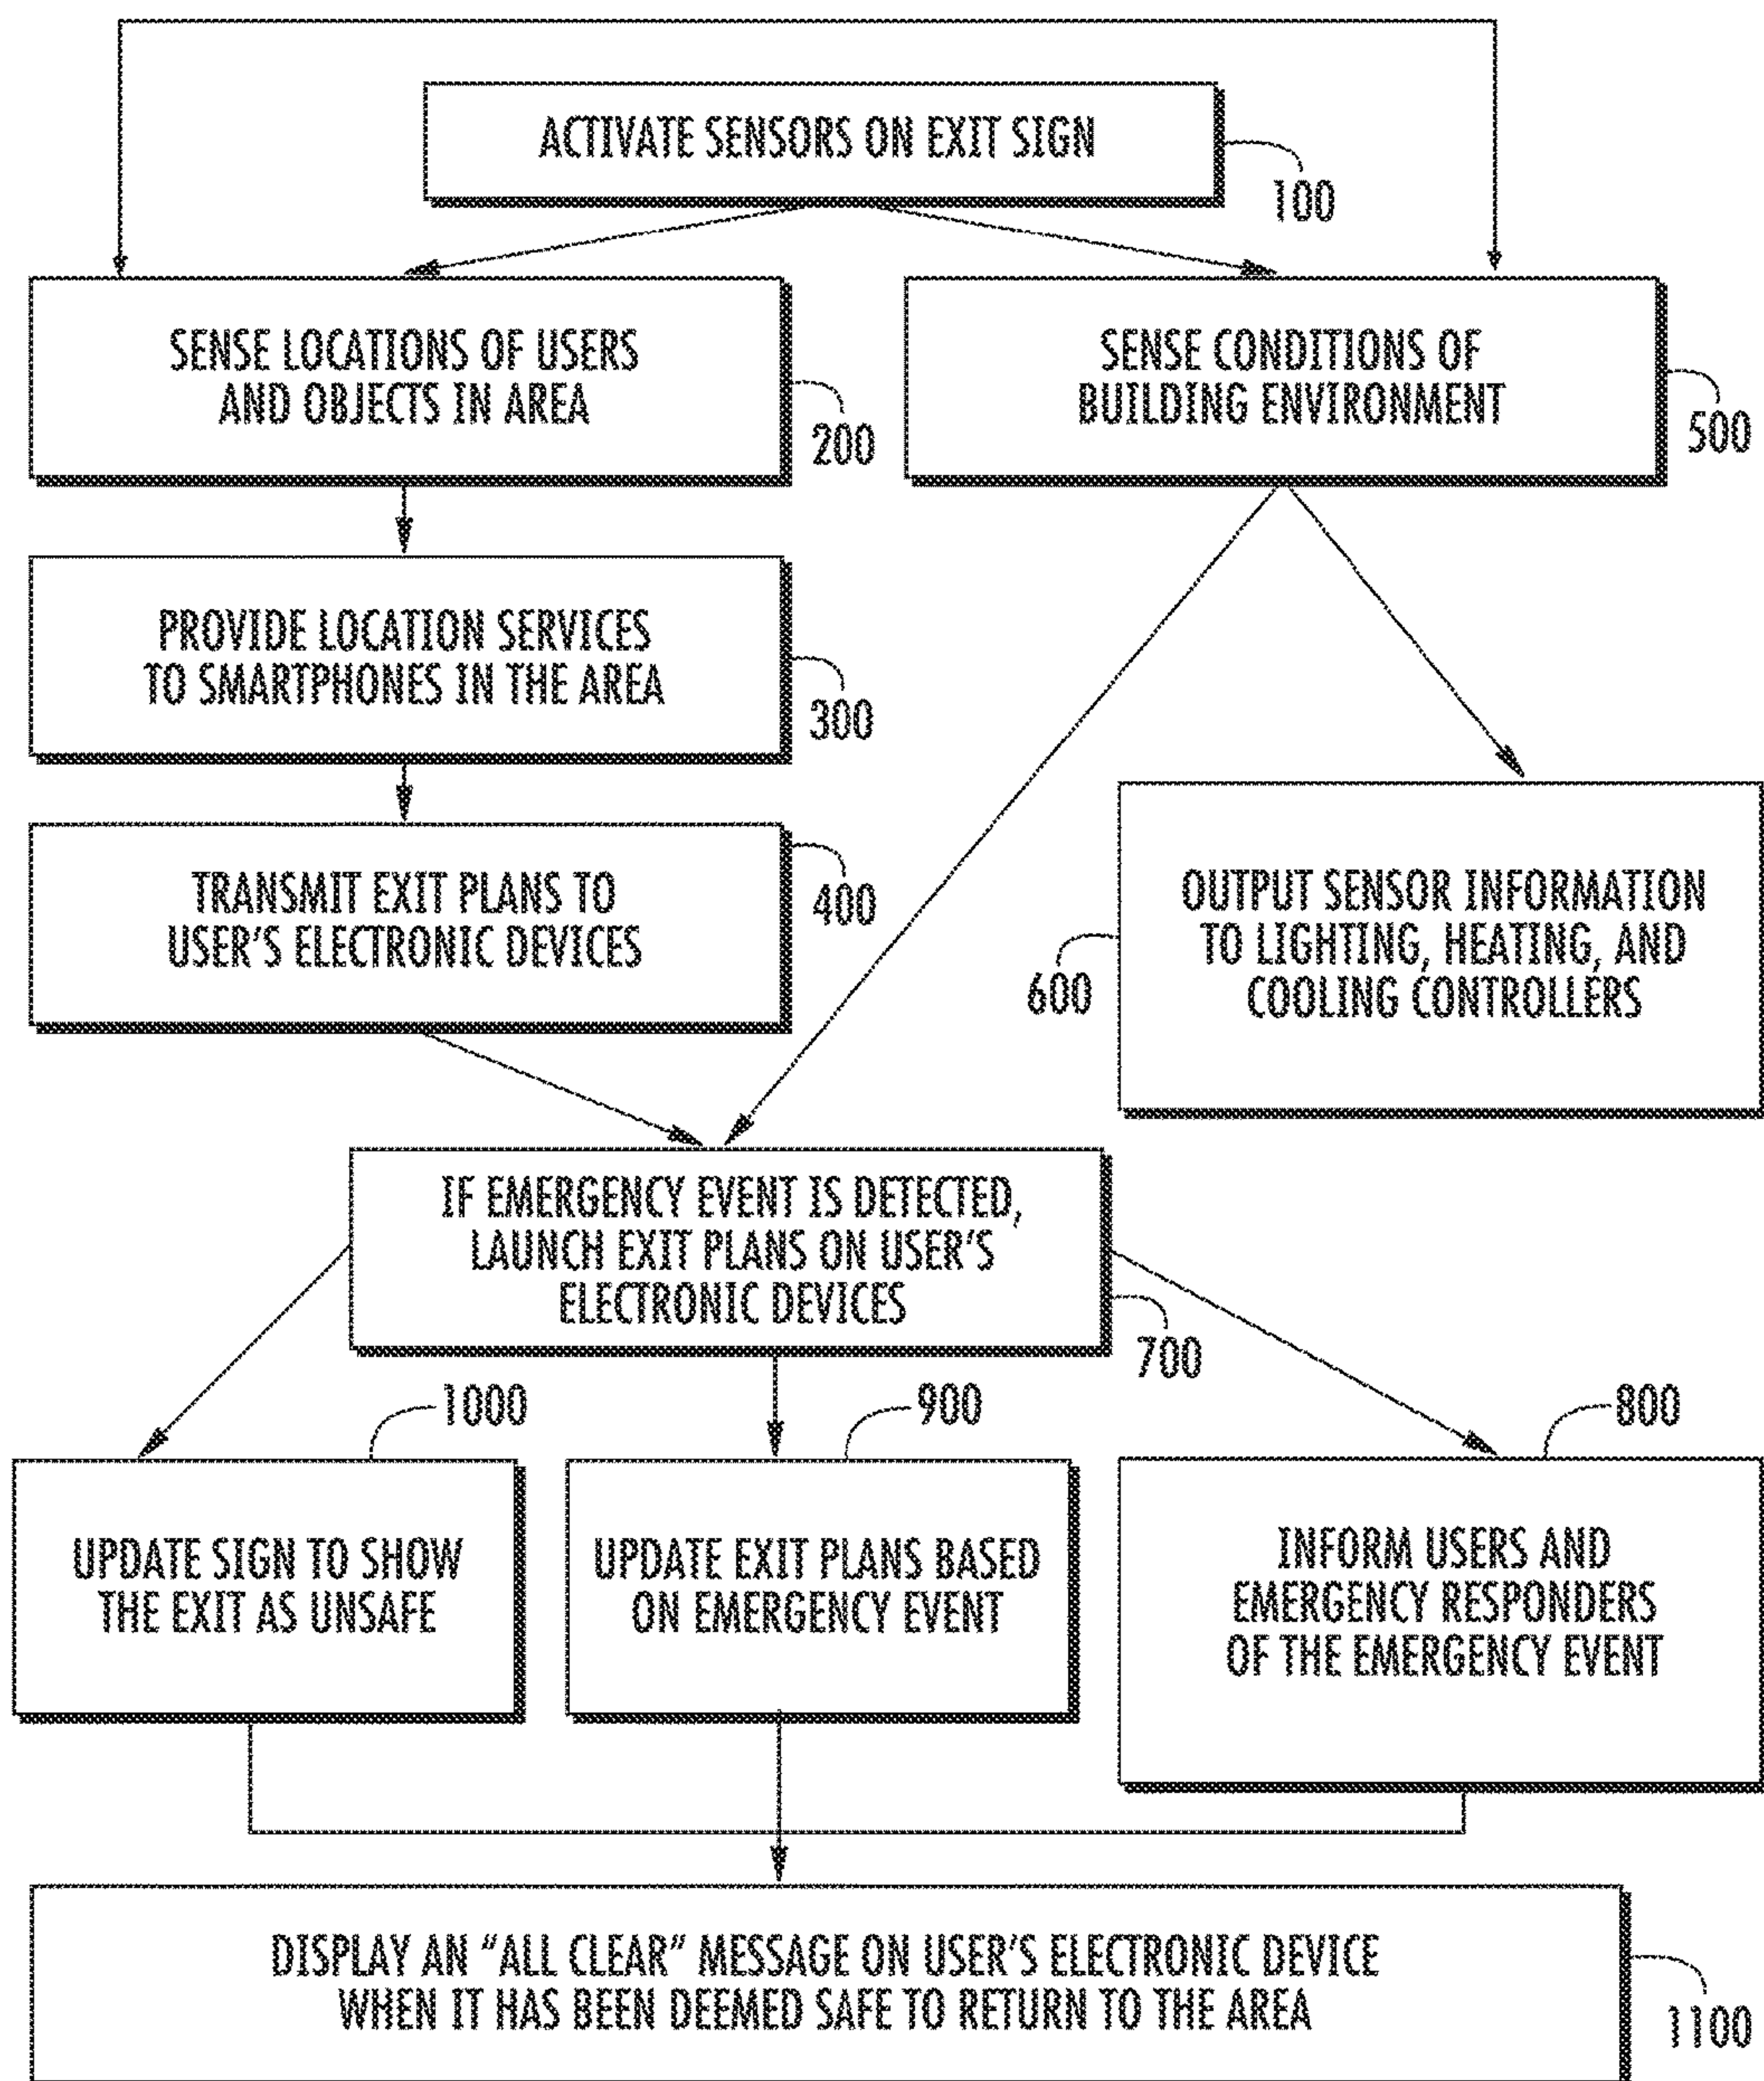 ACTIVATE SENSORS ON EXIT SIGN
100
SENSE LOCATIONS OF USERS
AND OBJECTS IN AREA
200
SENSE CONDITIONS OF
BUILDING ENVIRONMENT
500
PROVIDE LOCATION SERVICES
TO SMARTPHONES IN THE AREA
300
TRANSMIT EXIT PLANS TO
USER'S ELECTRONIC DEVICES
400
OUTPUT SENSOR INFORMATION
TO LIGHTING, HEATING, AND
COOLING CONTROLLERS
600
IF EMERGENCY EVENT IS DETECTED,
LAUNCH EXIT PLANS ON USER'S
ELECTRONIC DEVICES
700
1000
UPDATE SIGN TO SHOW
THE EXIT AS UNSAFE
900
UPDATE EXIT PLANS BASED
ON EMERGENCY EVENT
800
INFORM USERS AND
EMERGENCY RESPONDERS
OF THE EMERGENCY EVENT
DISPLAY AN "ALL CLEAR" MESSAGE ON USER'S ELECTRONIC DEVICE
WHEN IT HAS BEEN DEEMED SAFE TO RETURN TO THE AREA
1100